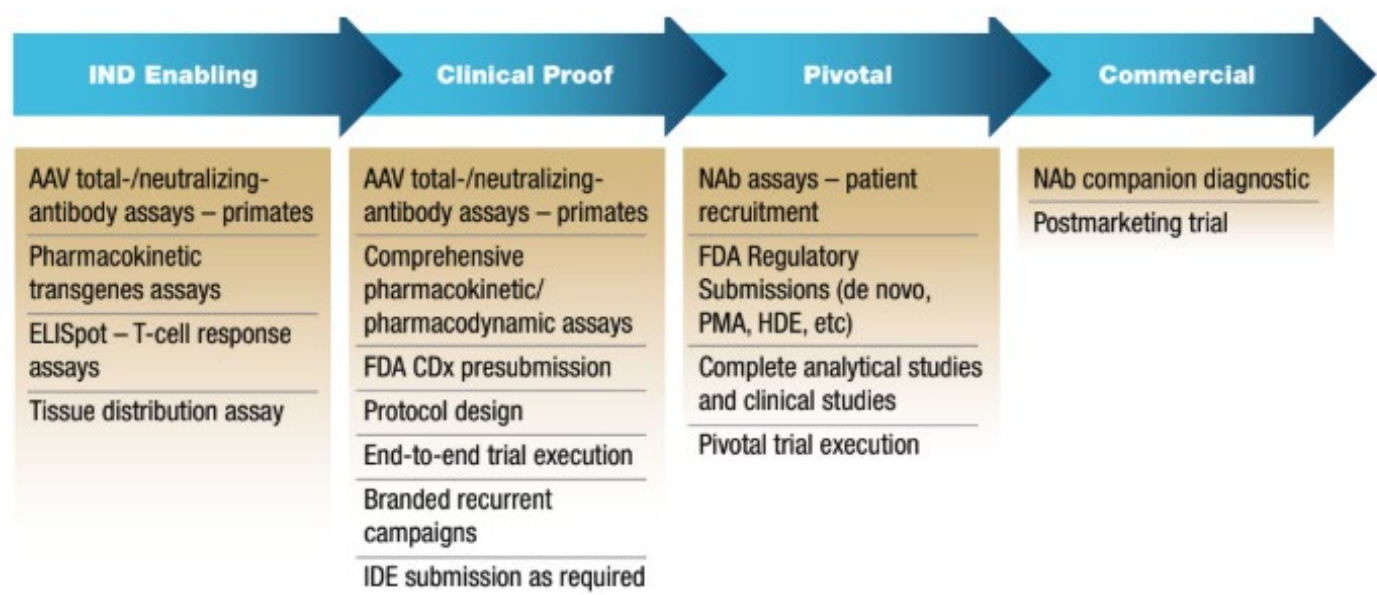 IND Enabling
Clinical Proof
Pivotal
Commercial
AAV total-/neutralizing-
antibody assays – primates
Pharmacokinetic
transgenes assays
ELISpot – T-cell response
assays
Tissue distribution assay
AAV total-/neutralizing-
antibody assays – primates
Comprehensive
pharmacokinetic/
pharmacodynamic assays
FDA CDx presubmission
Protocol design
End-to-end trial execution
Branded recurrent
campaigns
IDE submission as required
NAb assays – patient
recruitment
FDA Regulatory
Submissions (de novo,
PMA, HDE, etc)
Complete analytical studies
and clinical studies
Pivotal trial execution
NAb companion diagnostic
Postmarketing trial